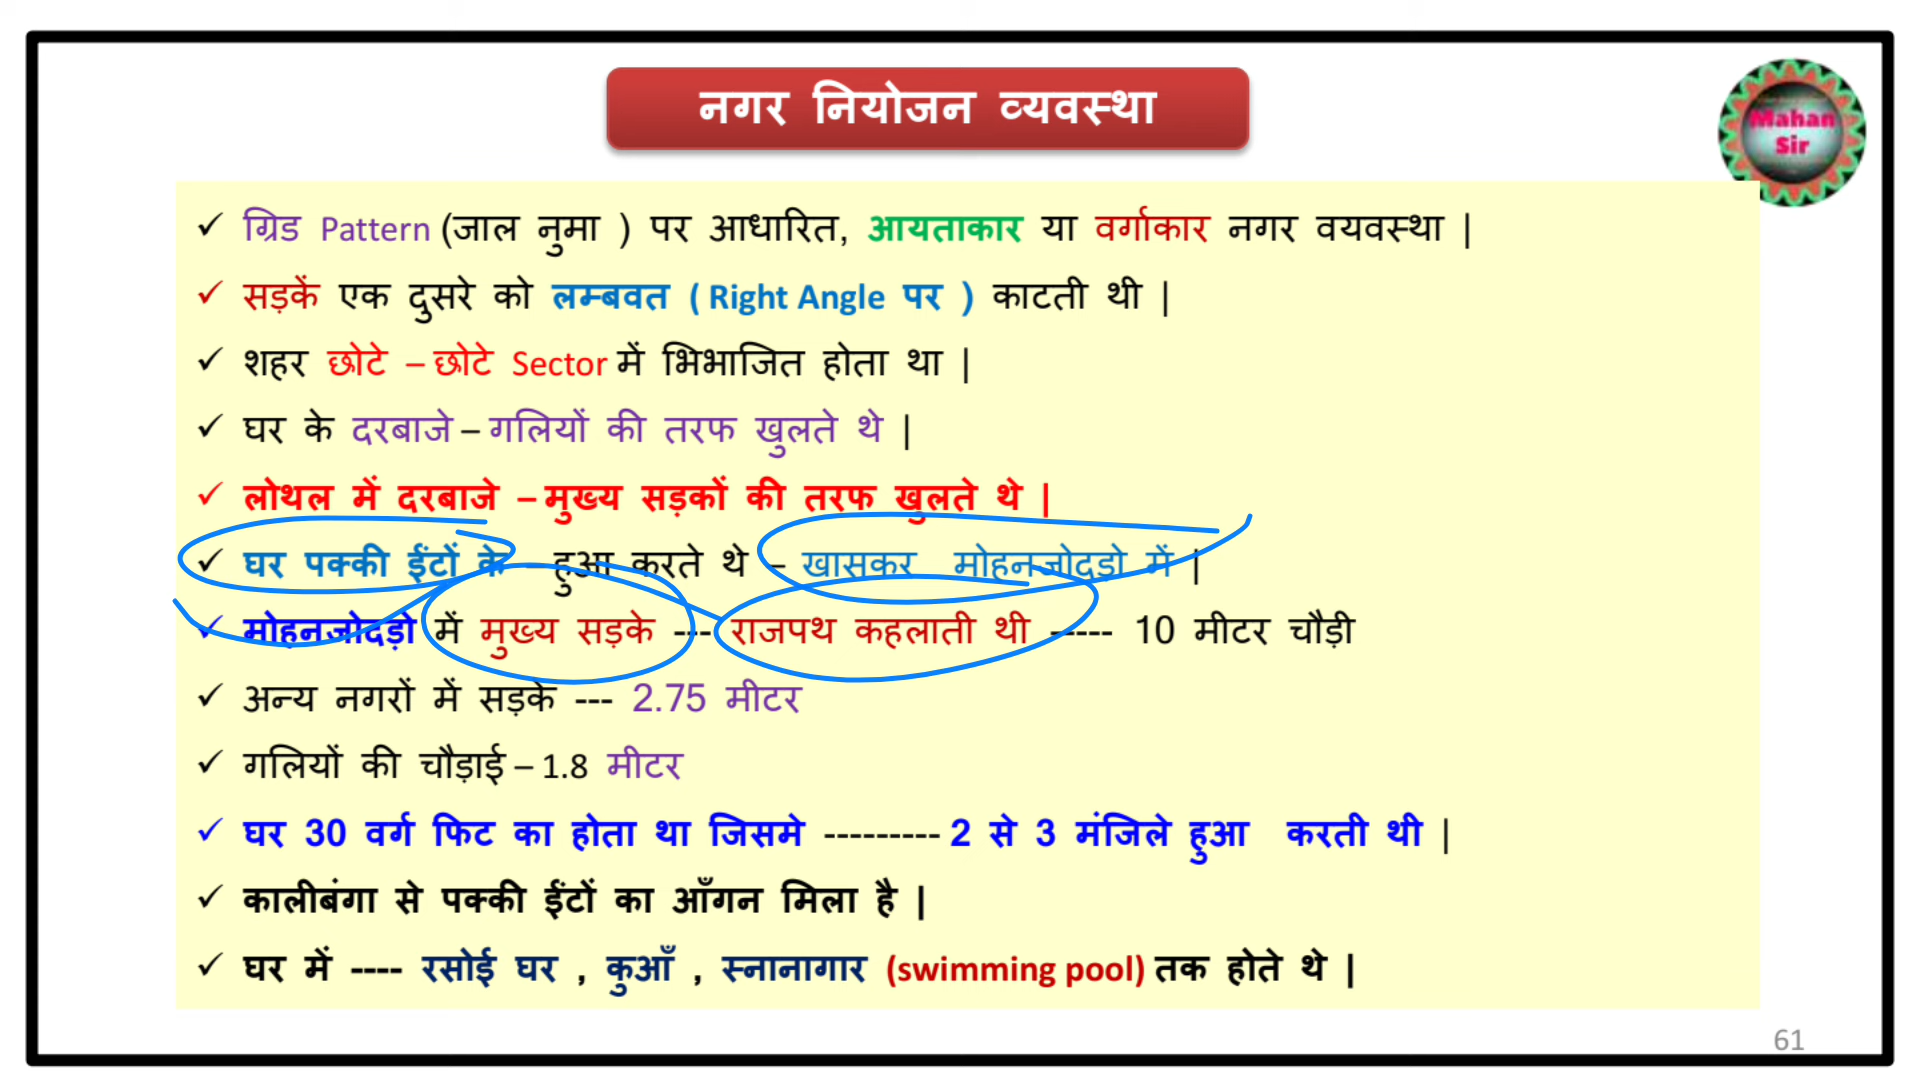 नगर नियोजन व्यवस्था
Mahan
Sir
✓ ग्रिड Pattern (जाल नुमा ) पर आधारित, आयताकार या वर्गाकार नगर वयवस्था |
✓ सड़कें एक दुसरे को लम्बवत ( Right Angle पर ) काटती थी |
✓ शहर छोटे – छोटे Sector में भिभाजित होता था |
✓ घर के दरबाजे – गलियों की तरफ खुलते थे |
✓ लोथल में दरबाजे – मुख्य सड़कों की तरफ खुलते थे |
✓ घर पक्की ईंटों के – हुआ करते थे – खासकर मोहनजोदड़ो में |
✓ मोहनजोदड़ो में मुख्य सड़के --- राजपथ कहलाती थी ----- 10 मीटर चौड़ी
✓ अन्य नगरों में सड़के --- 2.75 मीटर
✓ गलियों की चौड़ाई – 1.8 मीटर
✓ घर 30 वर्ग फिट का होता था जिसमे --------- 2 से 3 मंजिले हुआ करती थी |
✓ कालीबंगा से पक्की ईंटों का आँगन मिला है |
✓ घर में ---- रसोई घर , कुआँ , स्नानागार (swimming pool) तक होते थे |
61